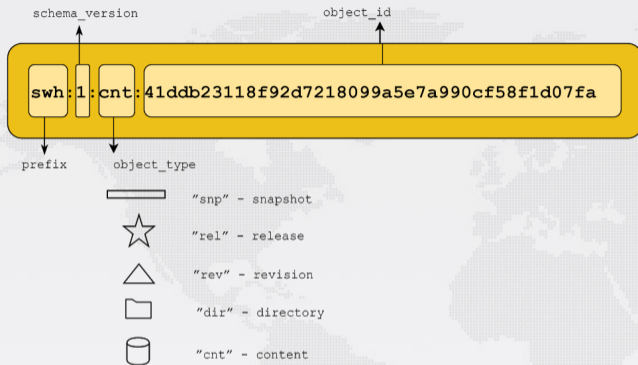 schema_version
object_id
swh:1:cnt:41ddb23118f92d7218099a5e7a990cf58f1d07fa
prefix
object_type
"snp" - snapshot
"rel" - release
"rev" - revision
"dir" - directory
"cnt" - content